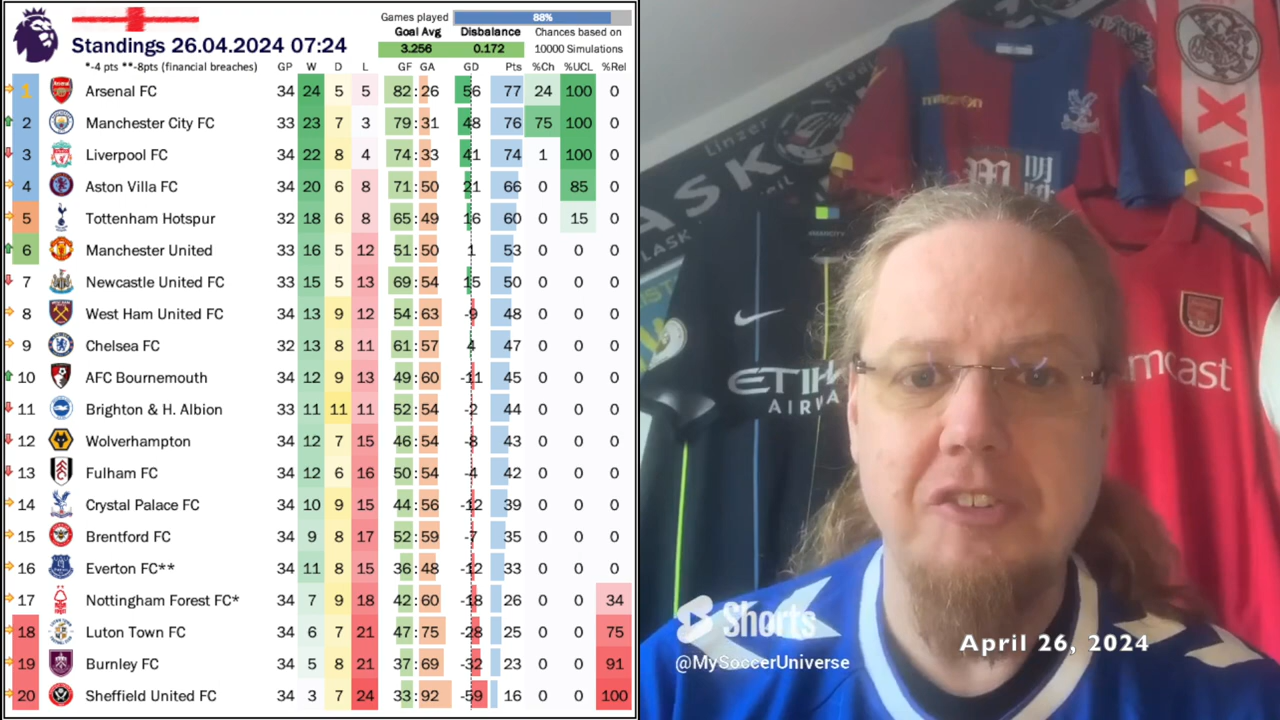 Games played 88%
Standings 26.04.2024 07:24
Goal Avg Disbalance Chances based on
3.256 0.172 10000 Simulations
*-4 pts **-8pts (financial breaches) GP W D L GF GA GD Pts %Ch %UCL %Rel
1 Arsenal FC 34 24 5 5 82:26 56 77 24 100 0
2 Manchester City FC 33 23 7 3 79:31 48 76 75 100 0
3 Liverpool FC 34 22 8 4 74:33 41 74 1 100 0
4 Aston Villa FC 34 20 6 8 71:50 21 66 0 85 0
5 Tottenham Hotspur 32 18 6 8 65:49 16 60 0 15 0
6 Manchester United 33 16 5 12 51:50 1 53 0 0 0
7 Newcastle United FC 33 15 5 13 69:54 15 50 0 0 0
8 West Ham United FC 34 13 9 12 54:63 -9 48 0 0 0
9 Chelsea FC 32 13 8 11 61:57 4 47 0 0 0
10 AFC Bournemouth 34 12 9 13 49:60 -11 45 0 0 0
11 Brighton & H. Albion 33 11 11 11 52:54 -2 44 0 0 0
12 Wolverhampton 34 12 7 15 46:54 -8 43 0 0 0
13 Fulham FC 34 12 6 16 50:54 -4 42 0 0 0
14 Crystal Palace FC 34 10 9 15 44:56 -12 39 0 0 0
15 Brentford FC 34 9 8 17 52:59 -7 35 0 0 0
16 Everton FC** 34 11 8 15 36:48 -12 33 0 0 0
17 Nottingham Forest FC* 34 7 9 18 42:60 -18 26 0 0 34
18 Luton Town FC 34 6 7 21 47:75 -28 25 0 0 75
19 Burnley FC 34 5 8 21 37:69 -32 23 0 0 91
20 Sheffield United FC 34 3 7 24 33:92 -59 16 0 0 100
Linzer
ASK
LASK
AJAX
明
ETIHA
AIRWA
mcast
Shorts
@MySoccerUniverse
April 26, 2024